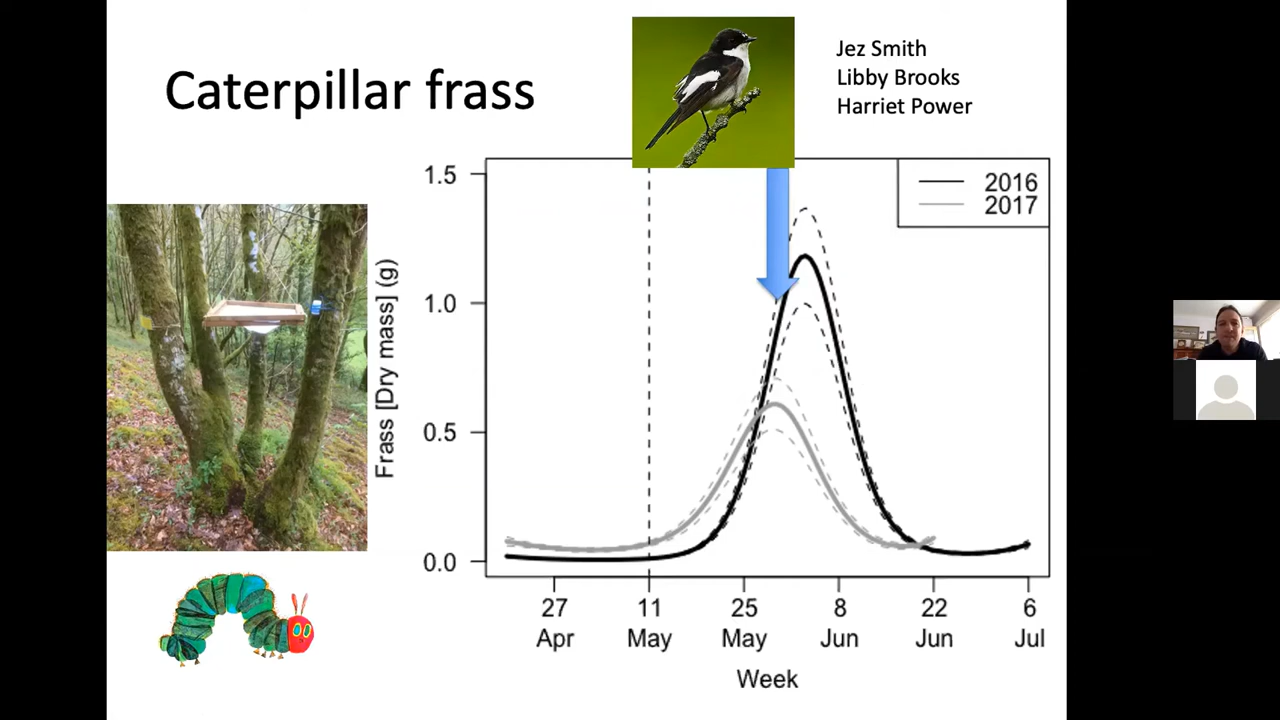 Caterpillar frass
Jez Smith
Libby Brooks
Harriet Power
1.5
1.0
0.5
0.0
Frass [Dry mass] (g)
2016
2017
27 11 25 8 22 6
Apr May May Jun Jun Jul
Week